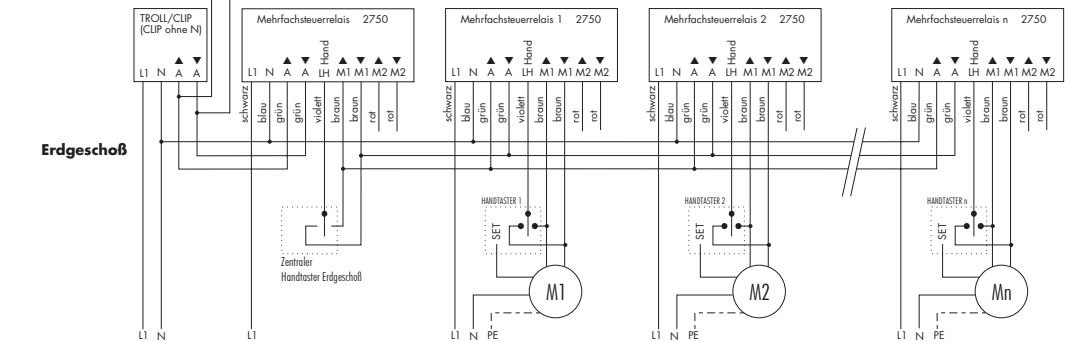 TROLL/CLIP
(CLIP ohne N)
L1 N ▲ A ▼ A
Mehrfachsteuerrelais 2750
Hand
L1 N A A LH M1 M1 M2 M2
schwarz blau grün grün violett braun braun rot rot
Mehrfachsteuerrelais 1 2750
Hand
L1 N A A LH M1 M1 M2 M2
schwarz blau grün grün violett braun braun rot rot
Mehrfachsteuerrelais 2 2750
Hand
L1 N A A LH M1 M1 M2 M2
schwarz blau grün grün violett braun braun rot rot
Mehrfachsteuerrelais n 2750
Hand
L1 N A A LH M1 M1 M2 M2
schwarz blau grün grün violett braun braun rot rot
Erdgeschoß
Zentraler
Handtaster Erdgeschoß
HANDTASTER 1
SET
M1
HANDTASTER 2
SET
M2
HANDTASTER n
SET
Mn
L1 N
L1
L1 N PE
L1 N PE
L1 N PE